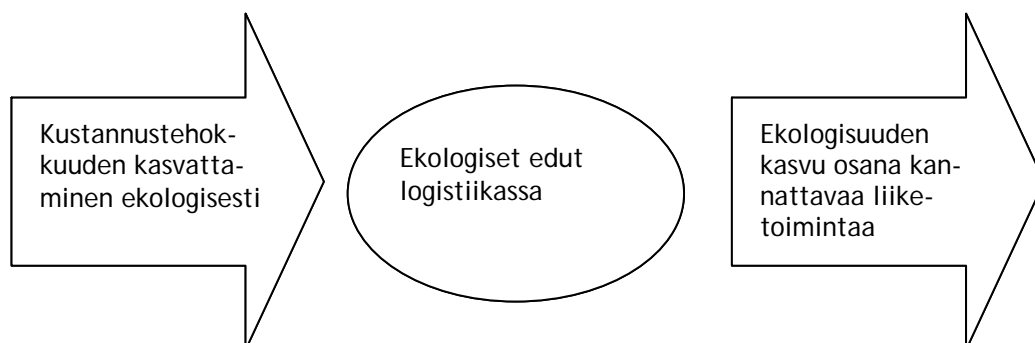 Kustannustehok-
kuuden kasvatta-
minen ekologisesti
Ekologiset edut
logistiikassa
Ekologisuuden
kasvu osana kan-
nattavaa liike-
toimintaa